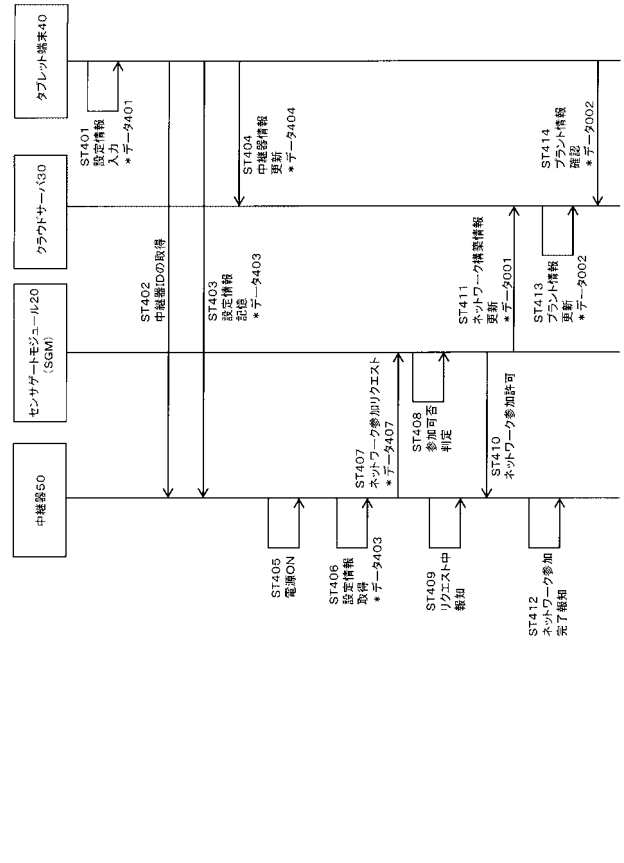 中継器50
センサゲートモジュール20
(SGM)
クラウドサーバ30
タブレット端末40
ST401
設定情報
入力
*データ401
ST402
中継器IDの取得
ST403
設定情報
記憶
*データ403
ST404
中継器情報
更新
*データ404
ST405
電源ON
ST406
設定情報
取得
*データ403
ST407
ネットワーク参加リクエスト
*データ407
ST408
参加可否
判定
ST409
リクエスト中
報知
ST410
ネットワーク参加許可
ST411
ネットワーク構築情報
更新
*データ001
ST412
ネットワーク参加
完了報知
ST413
プラント情報
更新
*データ002
ST414
プラント情報
確認
*データ002